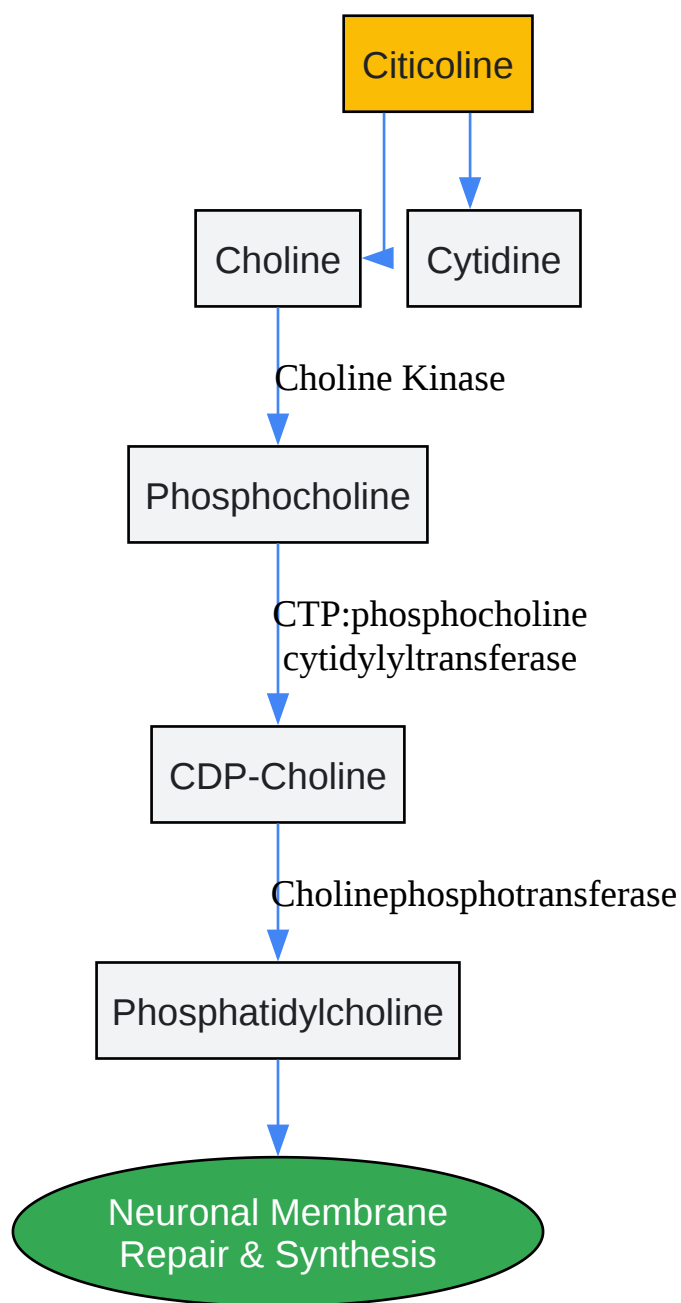 Citicoline
Choline
Cytidine
Choline Kinase
Phosphocholine
CTP:phosphocholine
cytidylyltransferase
CDP-Choline
Cholinephosphotransferase
Phosphatidylcholine
Neuronal Membrane
Repair & Synthesis